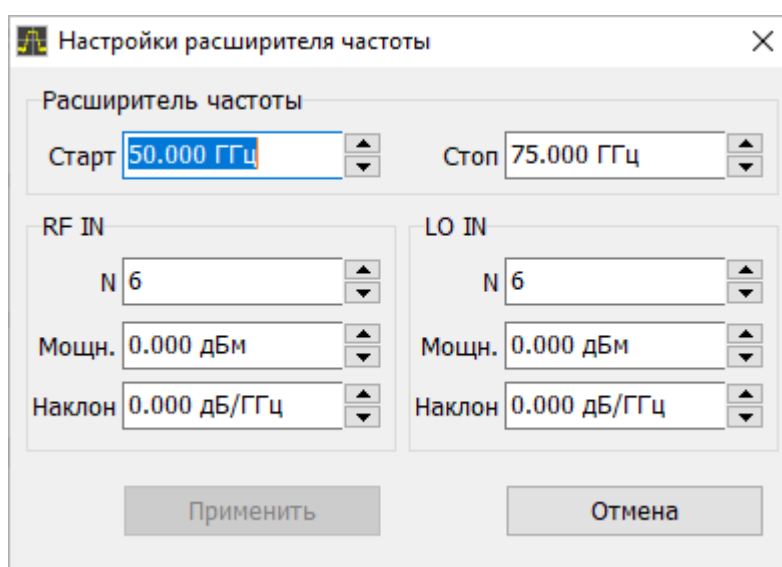 Настройки расширителя частоты
Расширитель частоты
Старт 50.000 ГГц Стоп 75.000 ГГц
RF IN LO IN
N 6 N 6
Мощн. 0.000 дБм Мощн. 0.000 дБм
Наклон 0.000 дБ/ГГц Наклон 0.000 дБ/ГГц
Применить Отмена